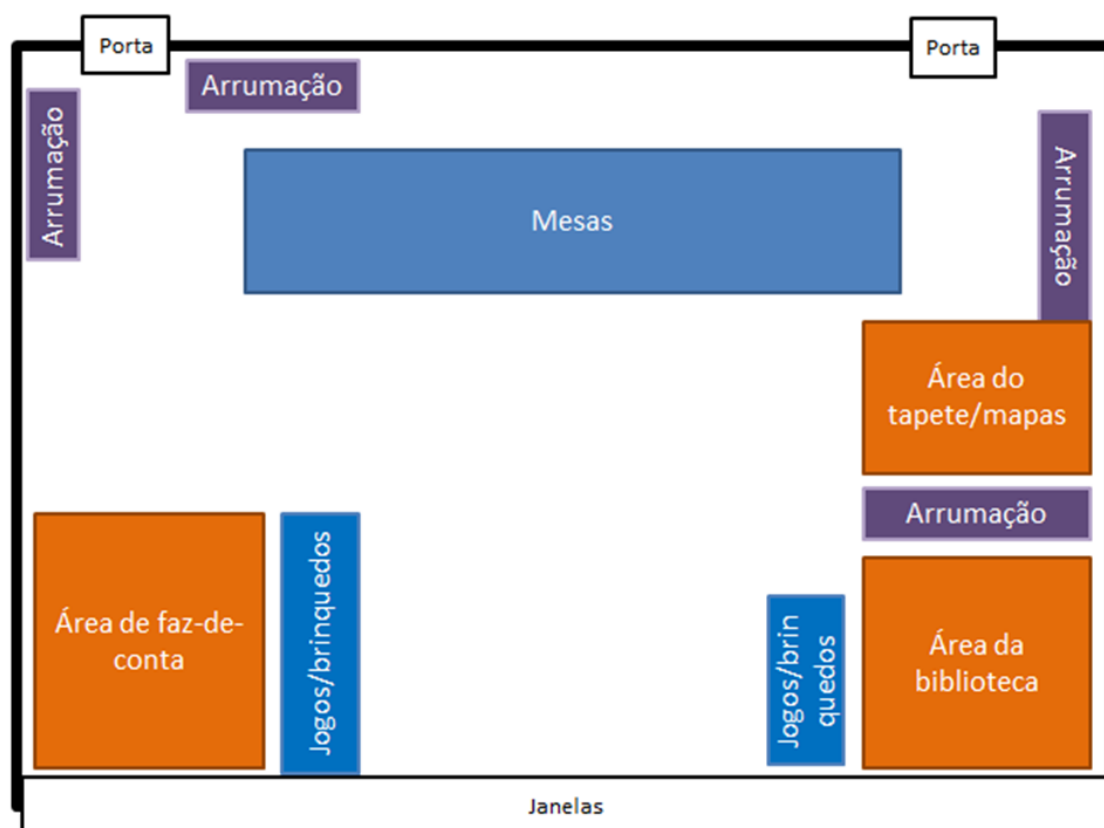 Porta
Porta
Arrumação
Arrumação
Arrumação
Mesas
Área do
tapete/mapas
Arrumação
Área de faz-de-
conta
Jogos/brinquedos
Jogos/brin
quedos
Área da
biblioteca
Janelas